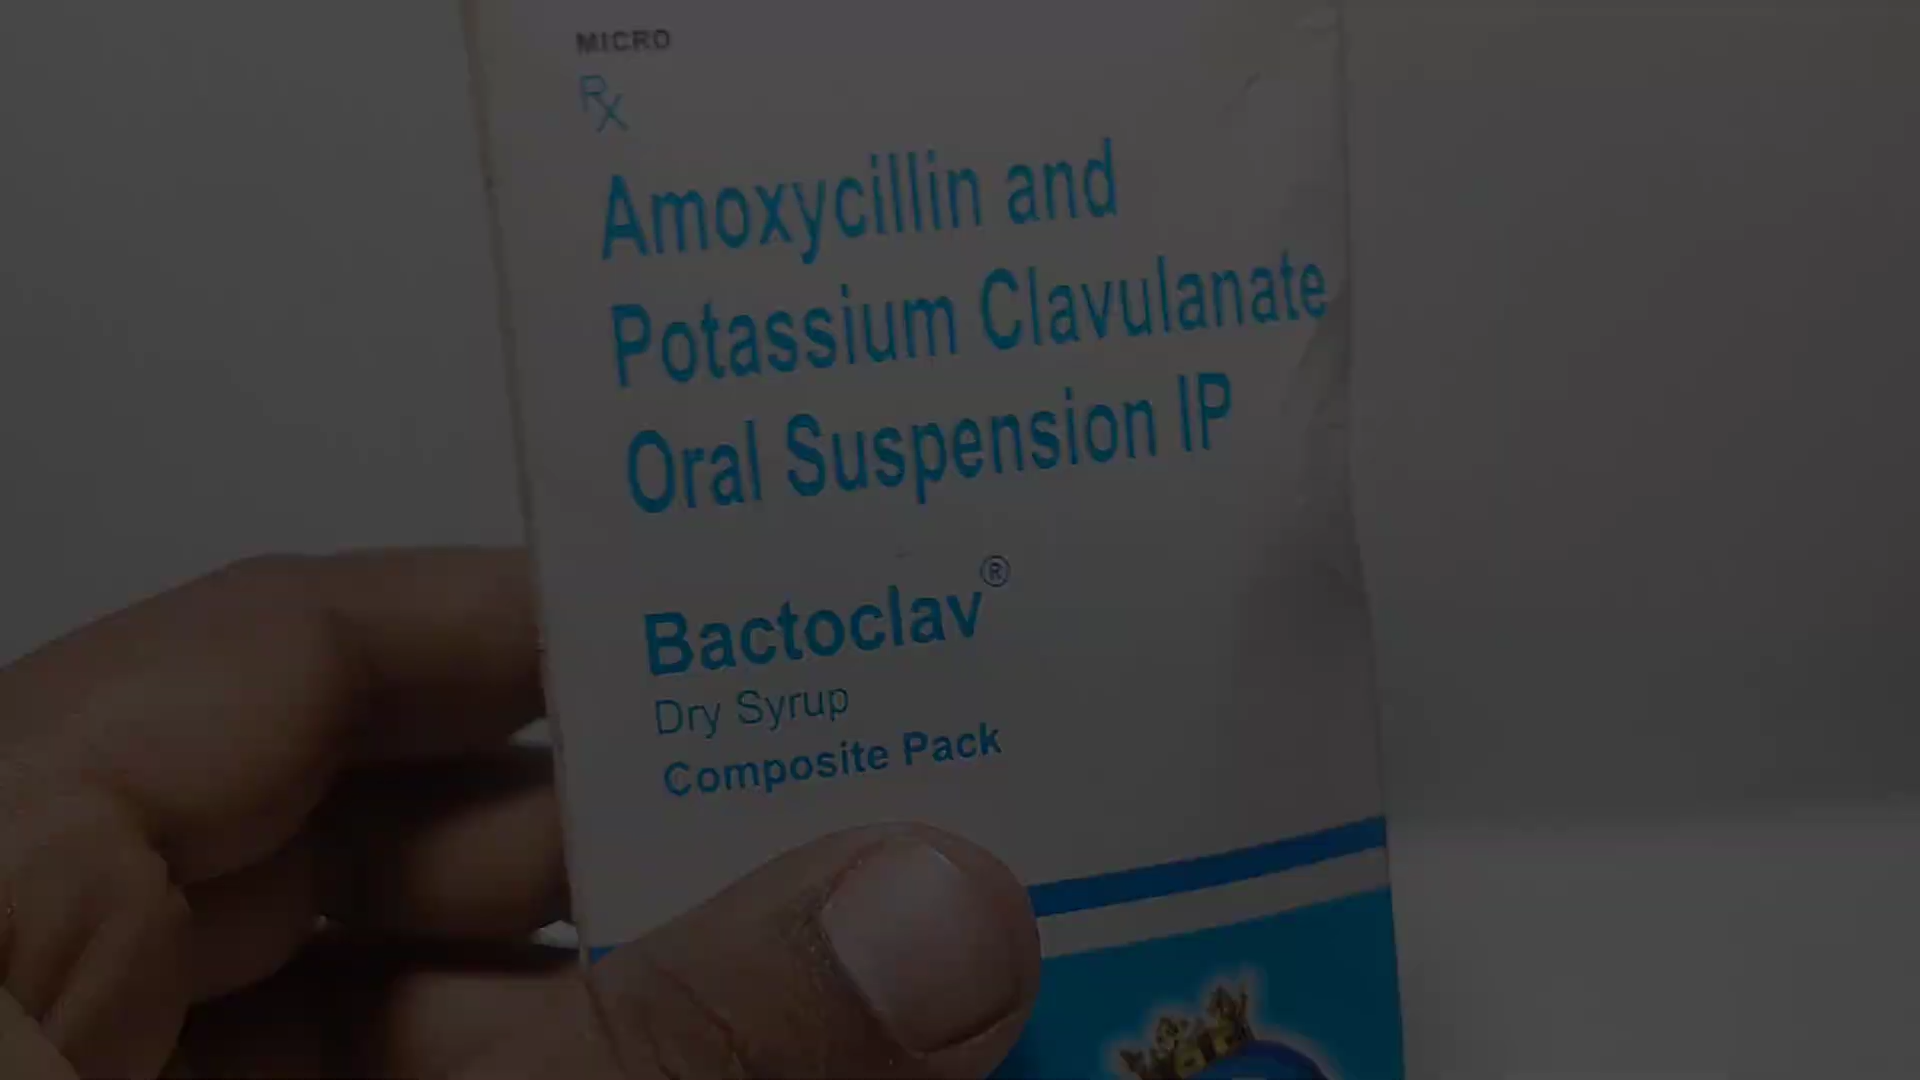 MICRO
Rx
Amoxycillin and
Potassium Clavulanate
Oral Suspension IP
Bactoclav®
Dry Syrup
Composite Pack